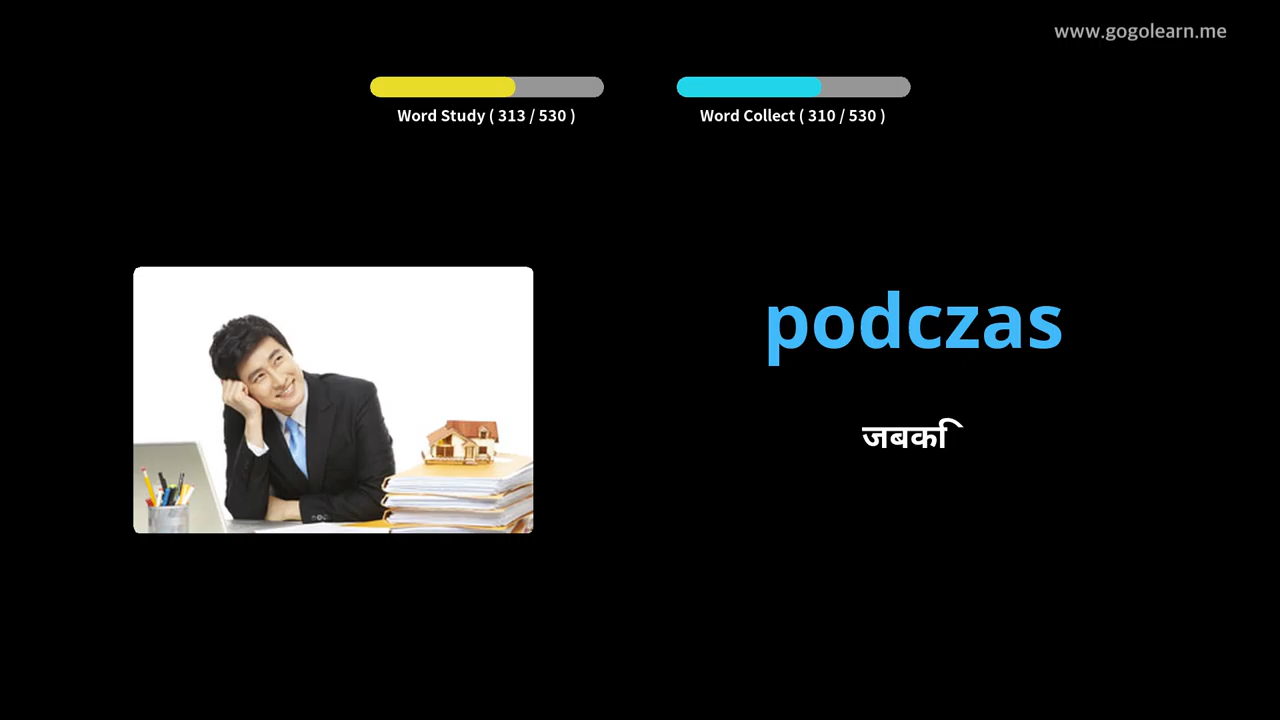 www.gogolearn.me
Word Study ( 313 / 530 )
Word Collect ( 310 / 530 )
podczas
जबकि